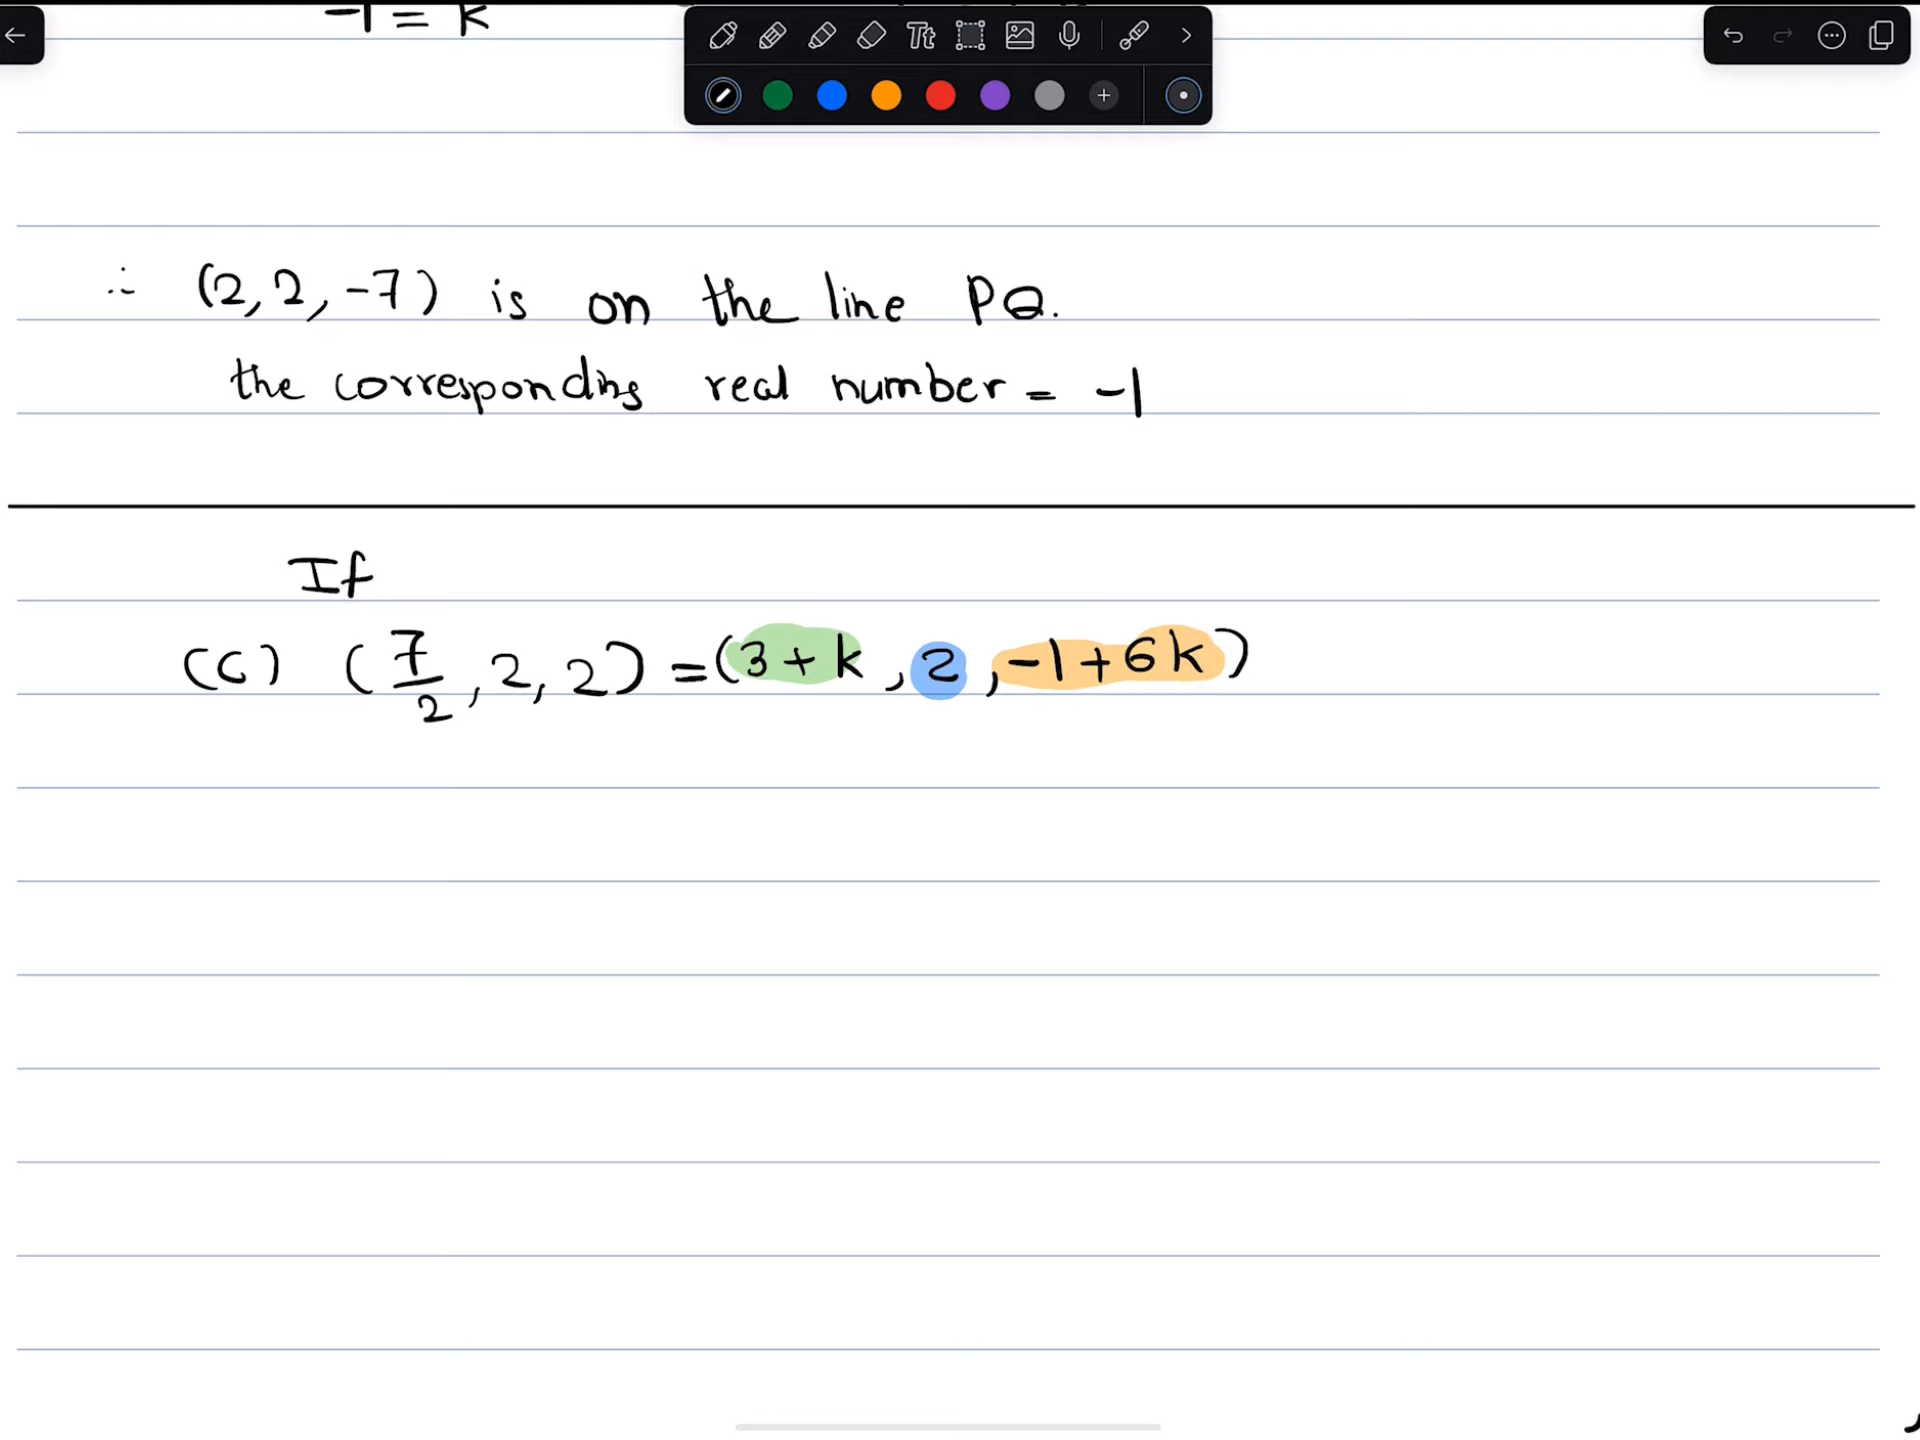 -1 = k
Tt
∴ (2, 2, -7) is on the line PQ.
the corresponding real number = -1
If
(C) (7/2, 2, 2) = (3 + k, 2, -1 + 6k)